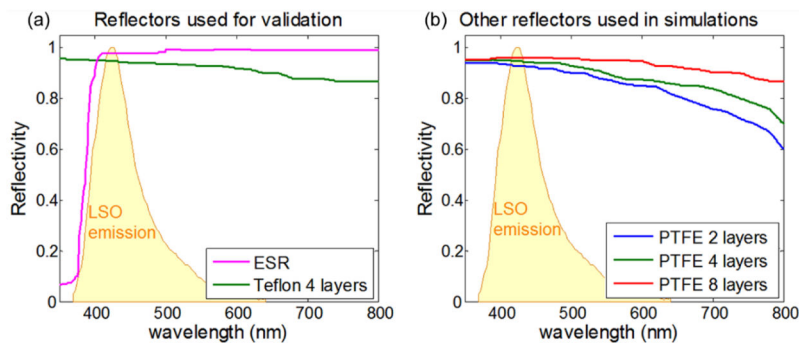 (a) Reflectors used for validation
Reflectivity
1
0.8
0.6
0.4
0.2
0
LSO
emission
ESR
Teflon 4 layers
400 500 600 700 800
wavelength (nm)
(b) Other reflectors used in simulations
Reflectivity
1
0.8
0.6
0.4
0.2
0
LSO
emission
PTFE 2 layers
PTFE 4 layers
PTFE 8 layers
400 500 600 700 800
wavelength (nm)